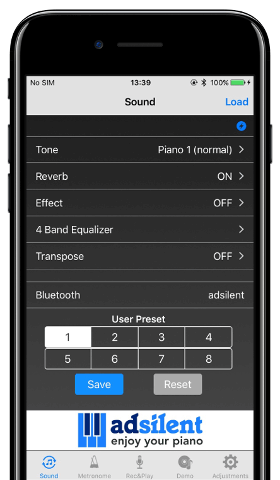 No SIM 13:39 100%
Sound Load
Tone Piano 1 (normal)
Reverb ON
Effect OFF
4 Band Equalizer
Transpose OFF
Bluetooth adsilent
User Preset
1 2 3 4
5 6 7 8
Save Reset
adsilent
enjoy your piano
Sound Metronome Rec&Play Demo Adjustments